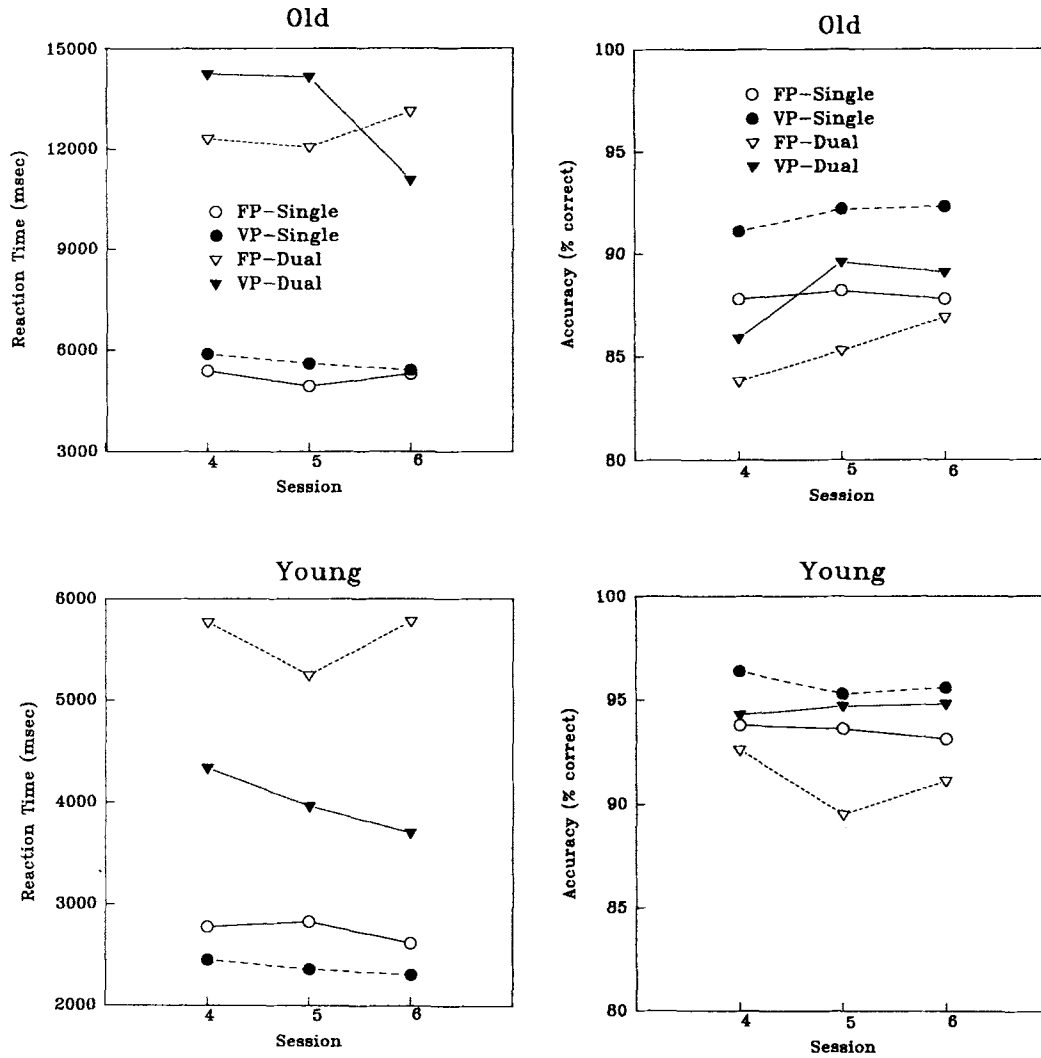 Old
15000
12000
9000
6000
3000
Reaction Time (msec)
FP-Single
VP-Single
FP-Dual
VP-Dual
4 5 6
Session
Old
100
95
90
85
80
Accuracy (% correct)
FP-Single
VP-Single
FP-Dual
VP-Dual
4 5 6
Session
Young
6000
5000
4000
3000
2000
Reaction Time (msec)
4 5 6
Session
Young
100
95
90
85
80
Accuracy (% correct)
4 5 6
Session